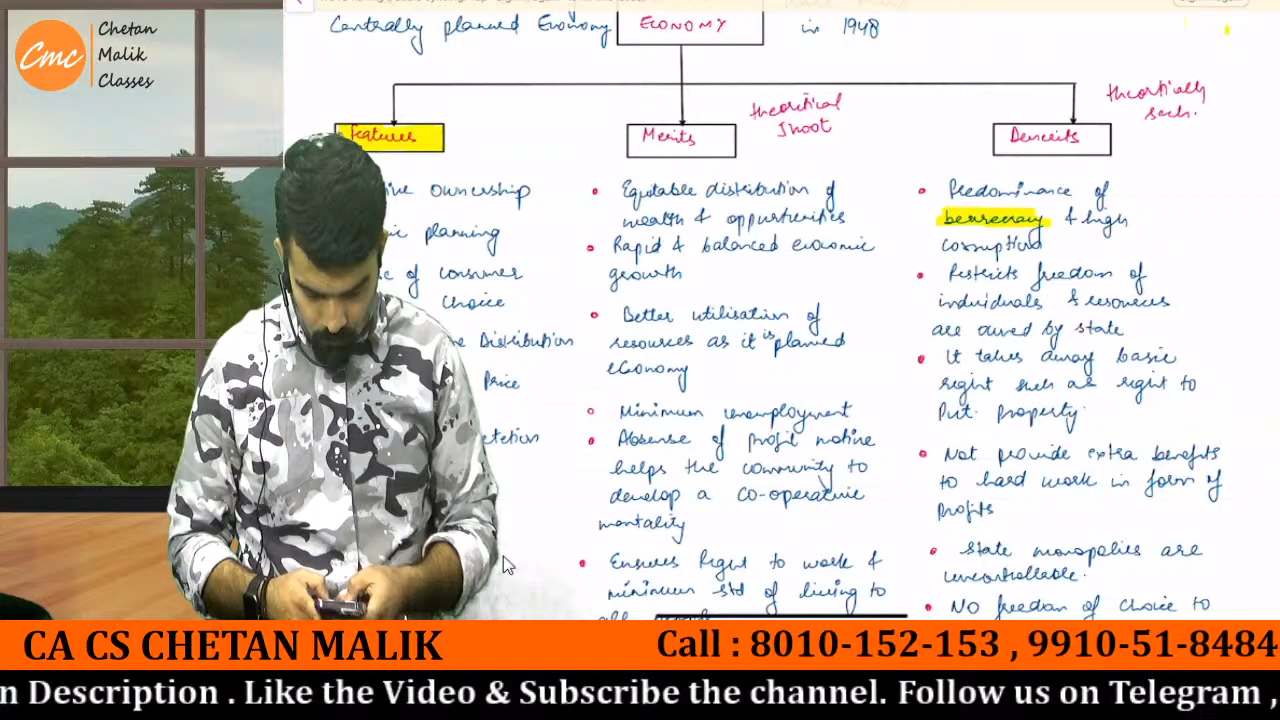 Cmc
Chetan
Malik
Classes
Centrally planned Economy
ECONOMY
in 1948
Features
Merits
theoritical
Shoot
Demerits
theortically
such.
ownership
planning
of consumer
choice
Distribution
Price
• Equitable distribution of
wealth & oppurtunities
• Rapid & balanced economic
growth
• Better utilisation of
resources as it is planned
economy
• Minimum unemployment
• Absense of profit motive
helps the community to
develop a co-operative
mentality
• Ensures Right to work &
minimum std of living to
• Predominance of
& high
corruption
• Restricts freedom of
individuals & resources
are owned by state
• It takes away basic
right such as right to
Put. property.
• Not provide extra benefits
to hard work in form of
profits
• State monopolies are
uncontrollable.
• No freedom of choice to
CA CS CHETAN MALIK
Call : 8010-152-153 , 9910-51-8484
n Description . Like the Video & Subscribe the channel. Follow us on Telegram ,